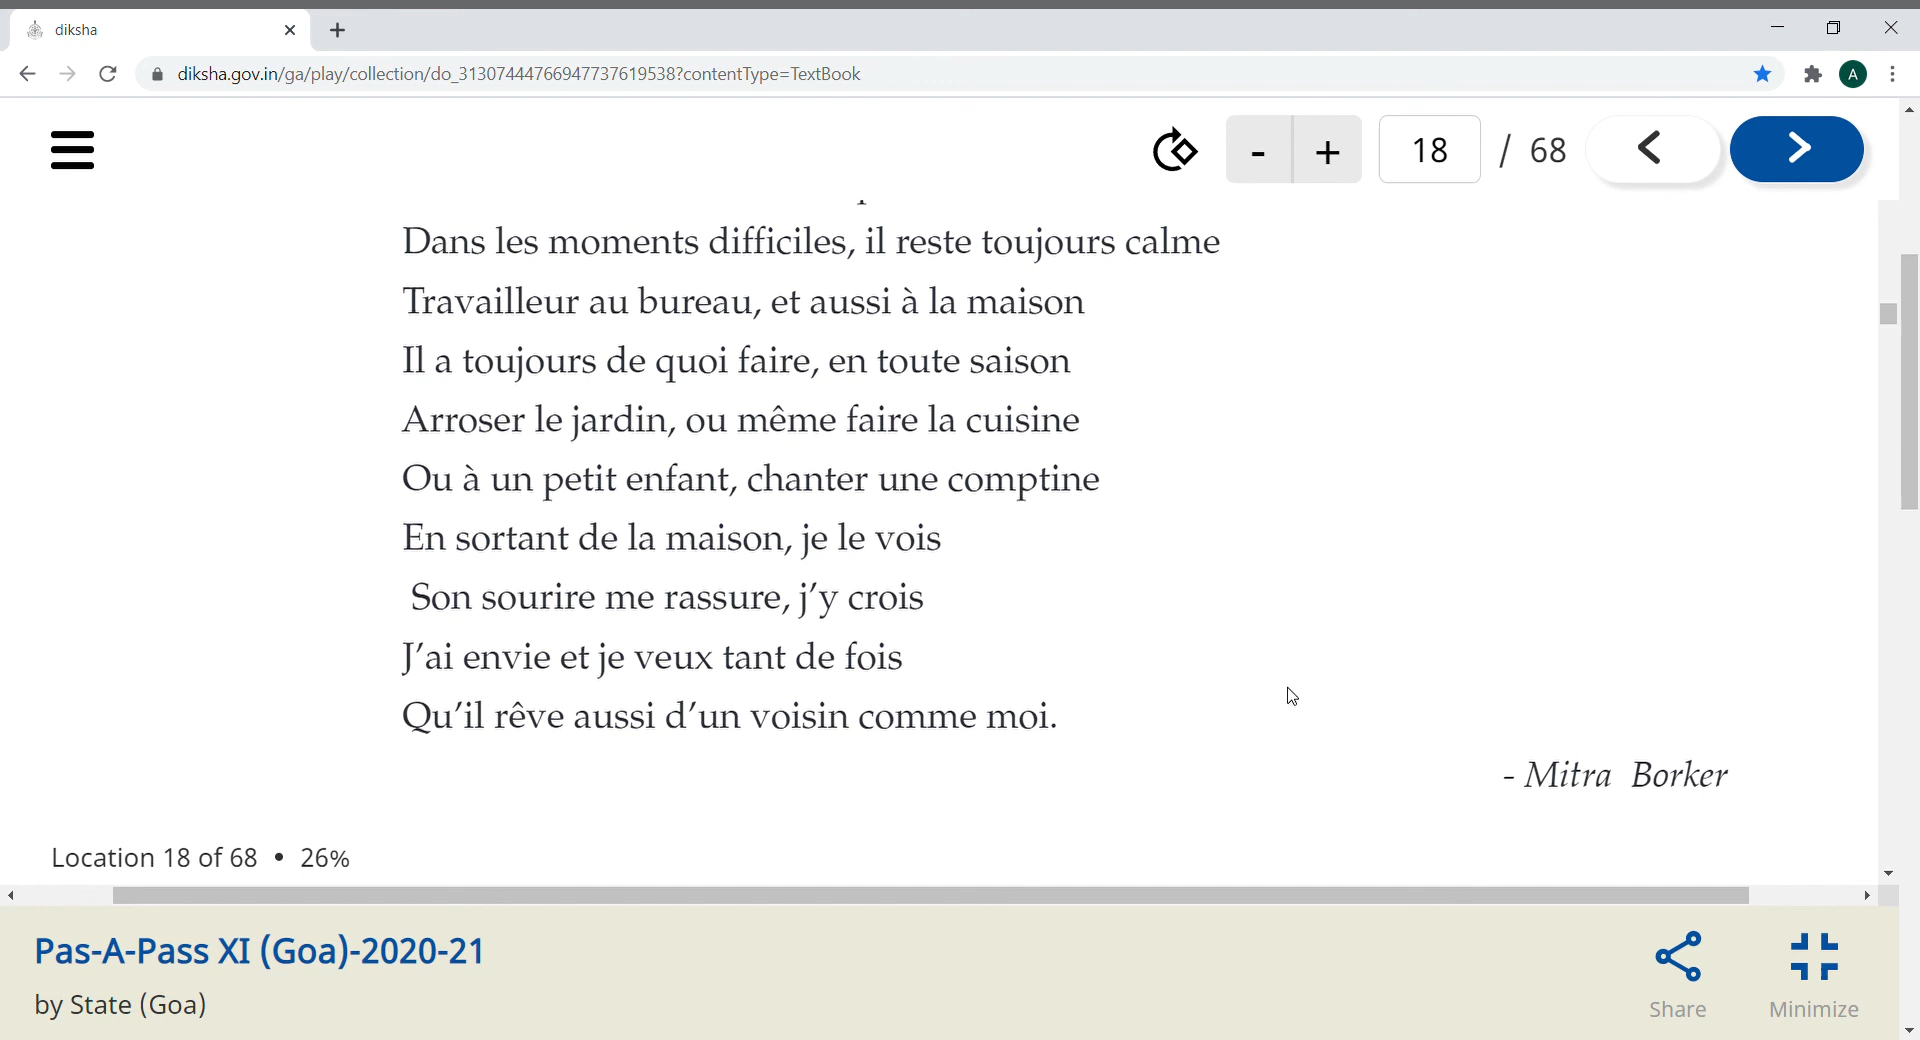 diksha
diksha.gov.in/ga/play/collection/do_31307444766947737619538?contentType=TextBook
A
- + 18 / 68
Dans les moments difficiles, il reste toujours calme
Travailleur au bureau, et aussi à la maison
Il a toujours de quoi faire, en toute saison
Arroser le jardin, ou même faire la cuisine
Ou à un petit enfant, chanter une comptine
En sortant de la maison, je le vois
Son sourire me rassure, j’y crois
J’ai envie et je veux tant de fois
Qu’il rêve aussi d’un voisin comme moi.
- Mitra Borker
Location 18 of 68 • 26%
Pas-A-Pass XI (Goa)-2020-21
by State (Goa)
Share Minimize